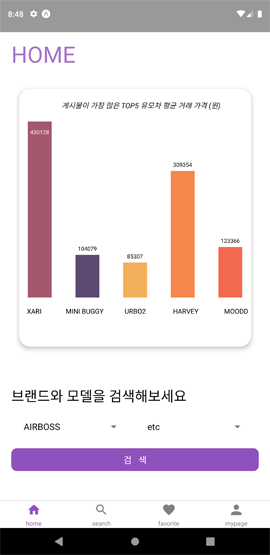 8:48
HOME
게시물이 가장 많은 TOP5 유모차 평균 거래 가격 (원)
430128
309354
123366
104079
85307
XARI MINI BUGGY URBO2 HARVEY MOODD
브랜드와 모델을 검색해보세요
AIRBOSS etc
검 색
home search favorite mypage